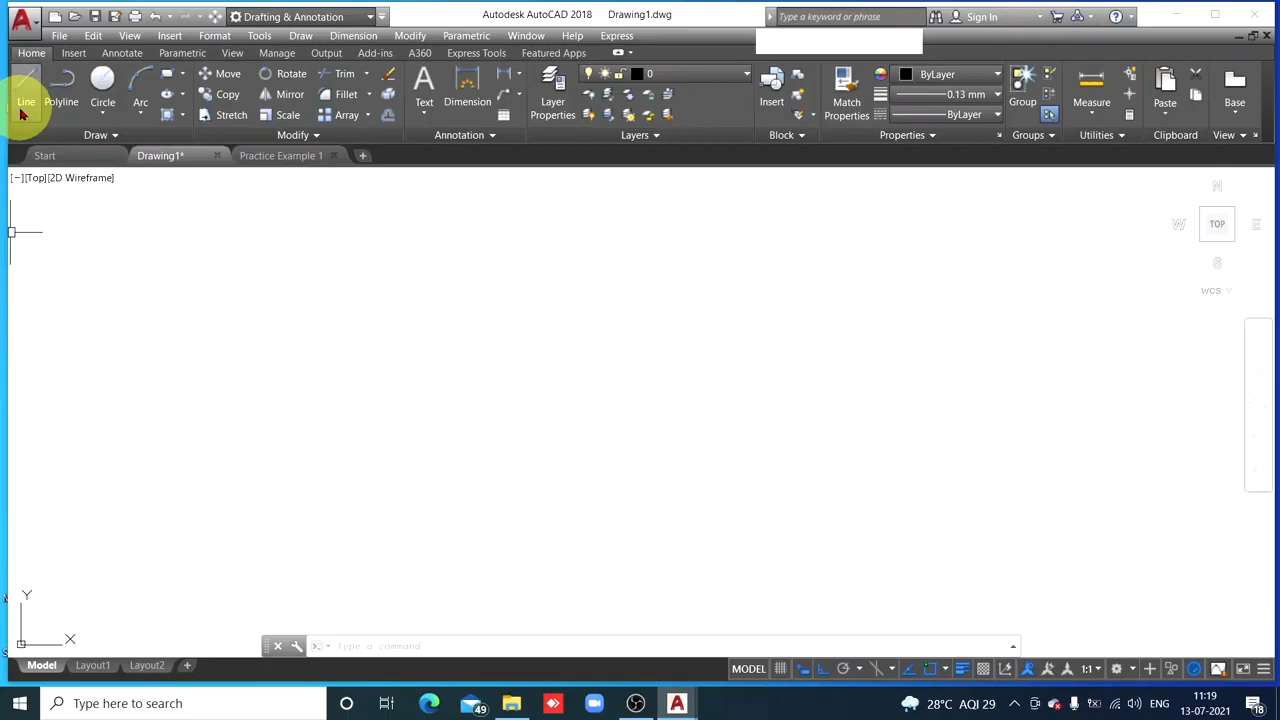 Drafting & Annotation
Autodesk AutoCAD 2018 Drawing1.dwg
Type a keyword or phrase
Sign In
File Edit View Insert Format Tools Draw Dimension Modify Parametric Window Help Express
Home Insert Annotate Parametric View Manage Output Add-ins A360 Express Tools Featured Apps
Line Polyline Circle Arc
Move Rotate Trim
Copy Mirror Fillet
Stretch Scale Array
Text Dimension
Layer Properties
0
Insert
Match Properties
ByLayer
0.13 mm
ByLayer
Group
Measure
Paste
Base
Draw Modify Annotation Layers Block Properties Groups Utilities Clipboard View
Start Drawing1* Practice Example 1
[−][Top][2D Wireframe]
N
W TOP E
S
WCS
Y
X
Type a command
Model Layout1 Layout2
MODEL 1:1
Type here to search
49
28°C AQI 29
ENG
11:19
13-07-2021
18